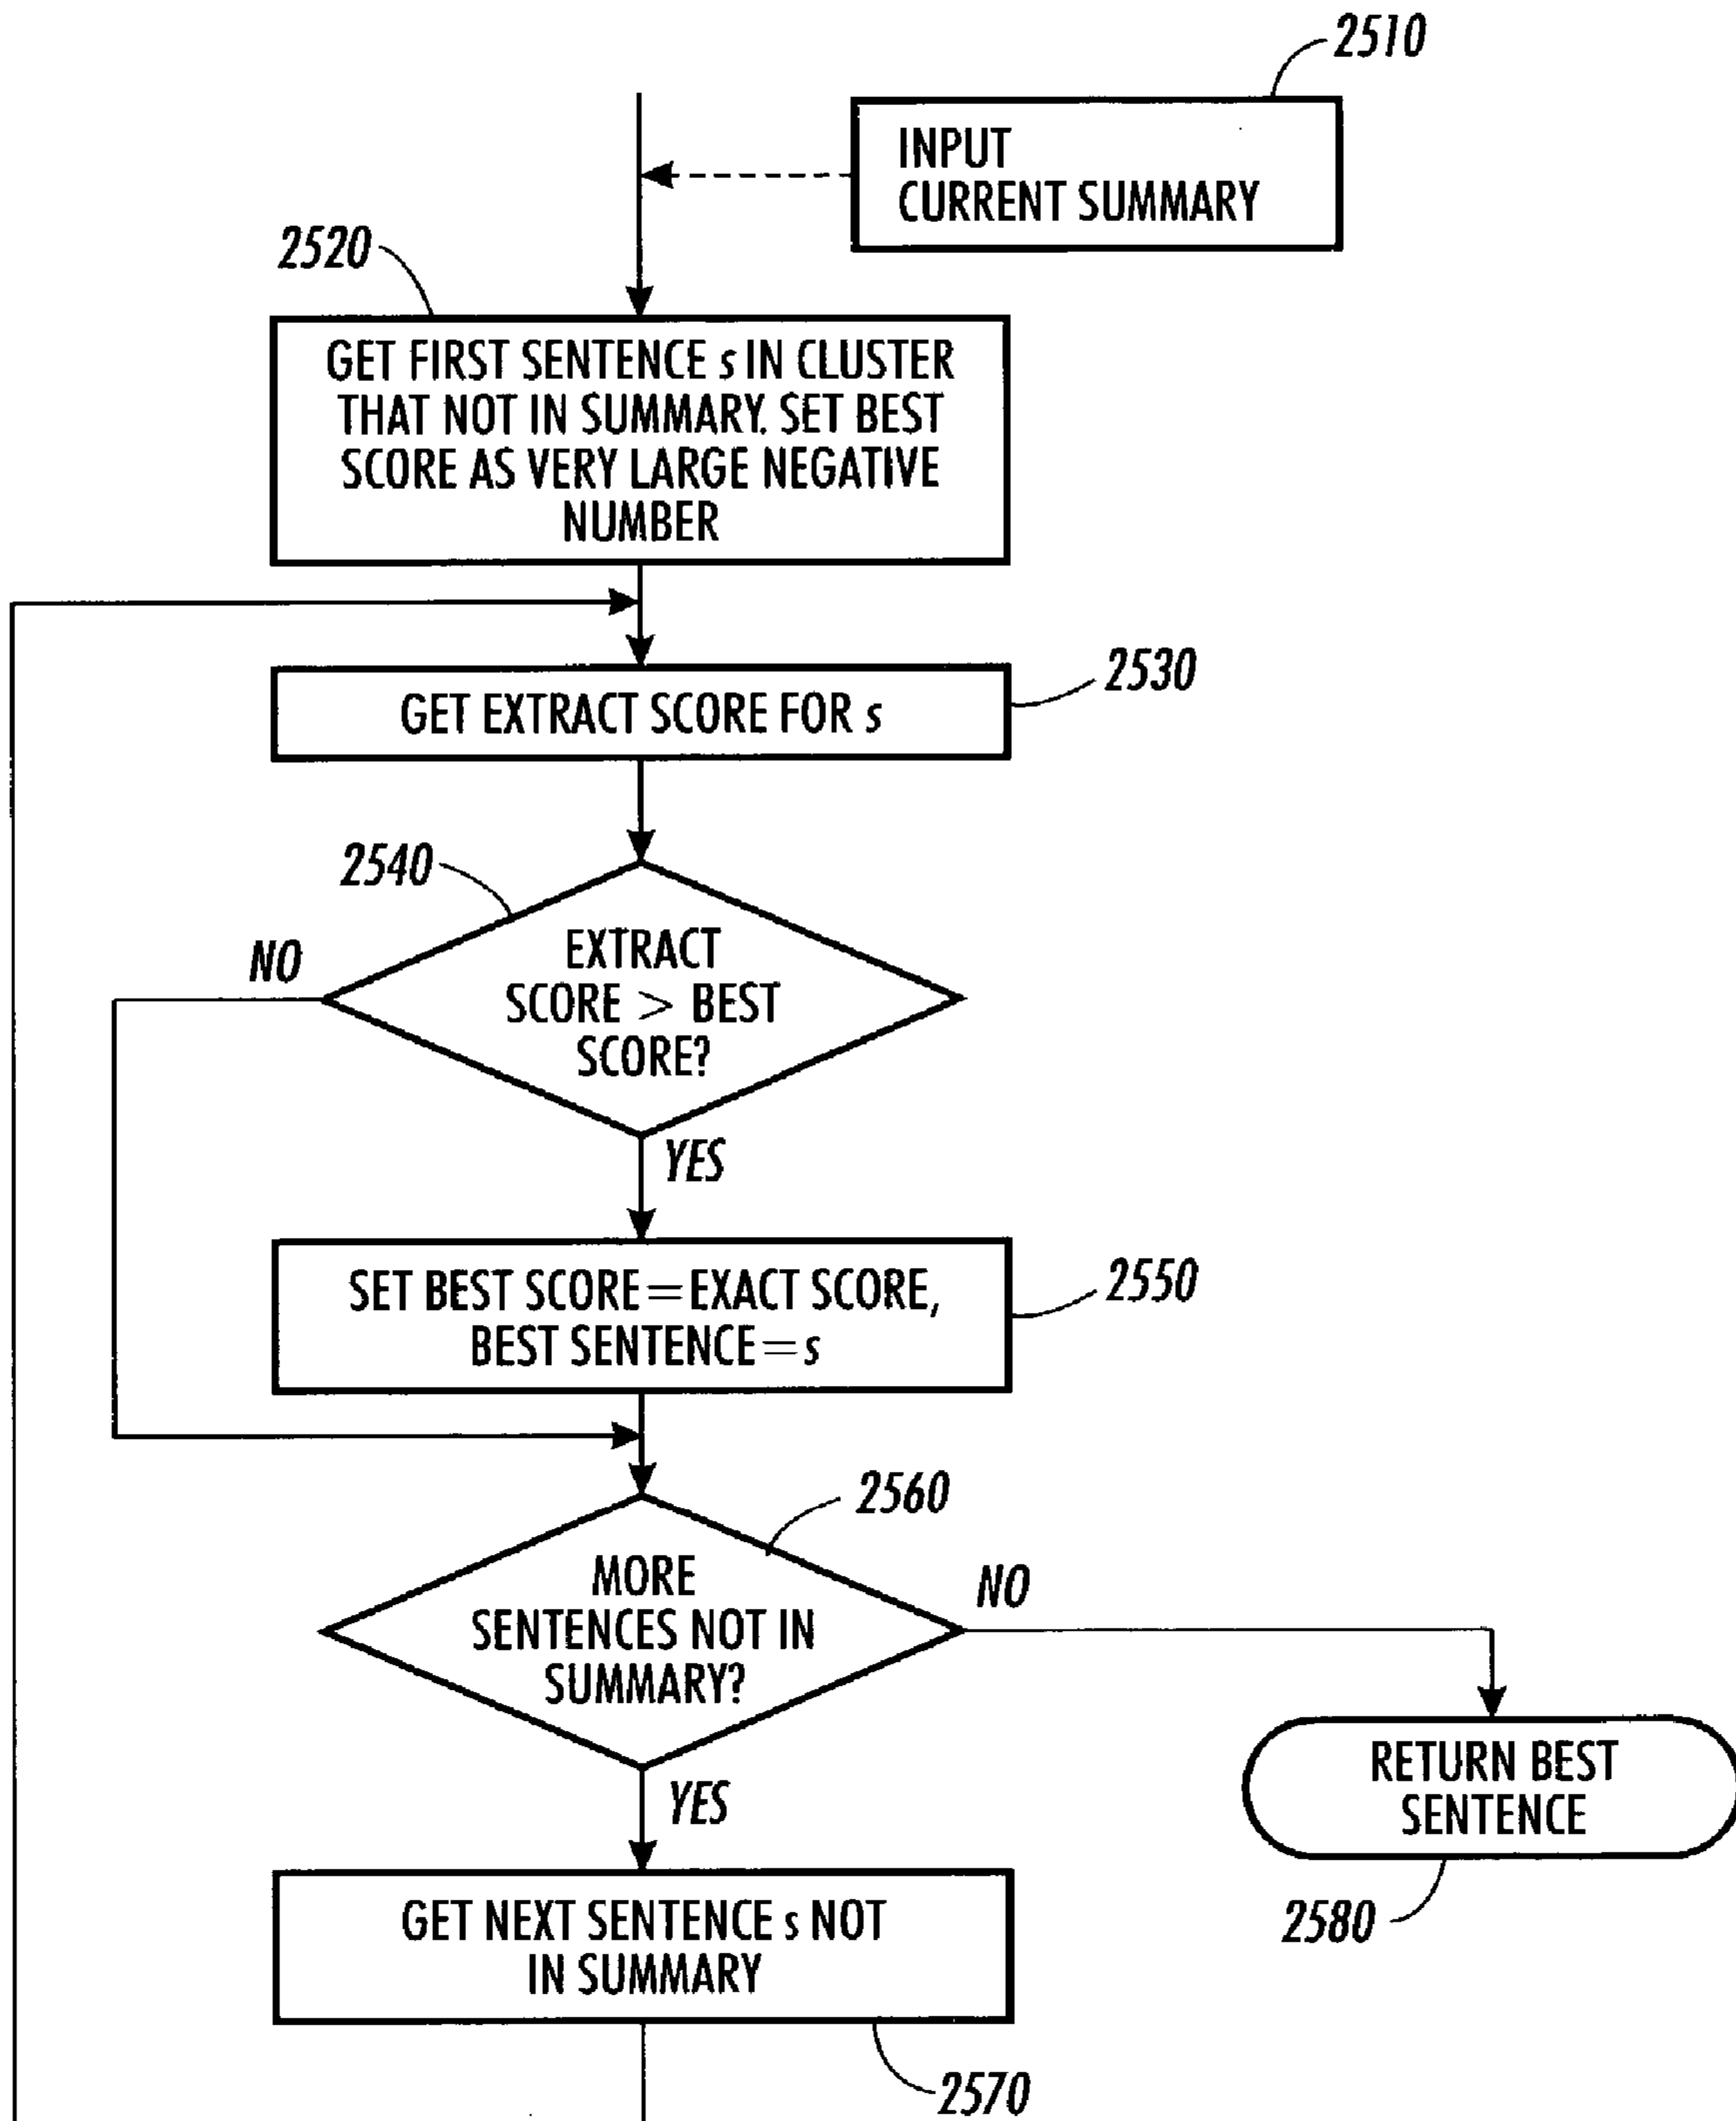 2510
INPUT
CURRENT SUMMARY
2520
GET FIRST SENTENCE s IN CLUSTER
THAT NOT IN SUMMARY. SET BEST
SCORE AS VERY LARGE NEGATIVE
NUMBER
2530
GET EXTRACT SCORE FOR s
2540
NO
EXTRACT
SCORE > BEST
SCORE?
YES
2550
SET BEST SCORE=EXACT SCORE,
BEST SENTENCE=s
2560
MORE
SENTENCES NOT IN
SUMMARY?
NO
YES
RETURN BEST
SENTENCE
2580
GET NEXT SENTENCE s NOT
IN SUMMARY
2570